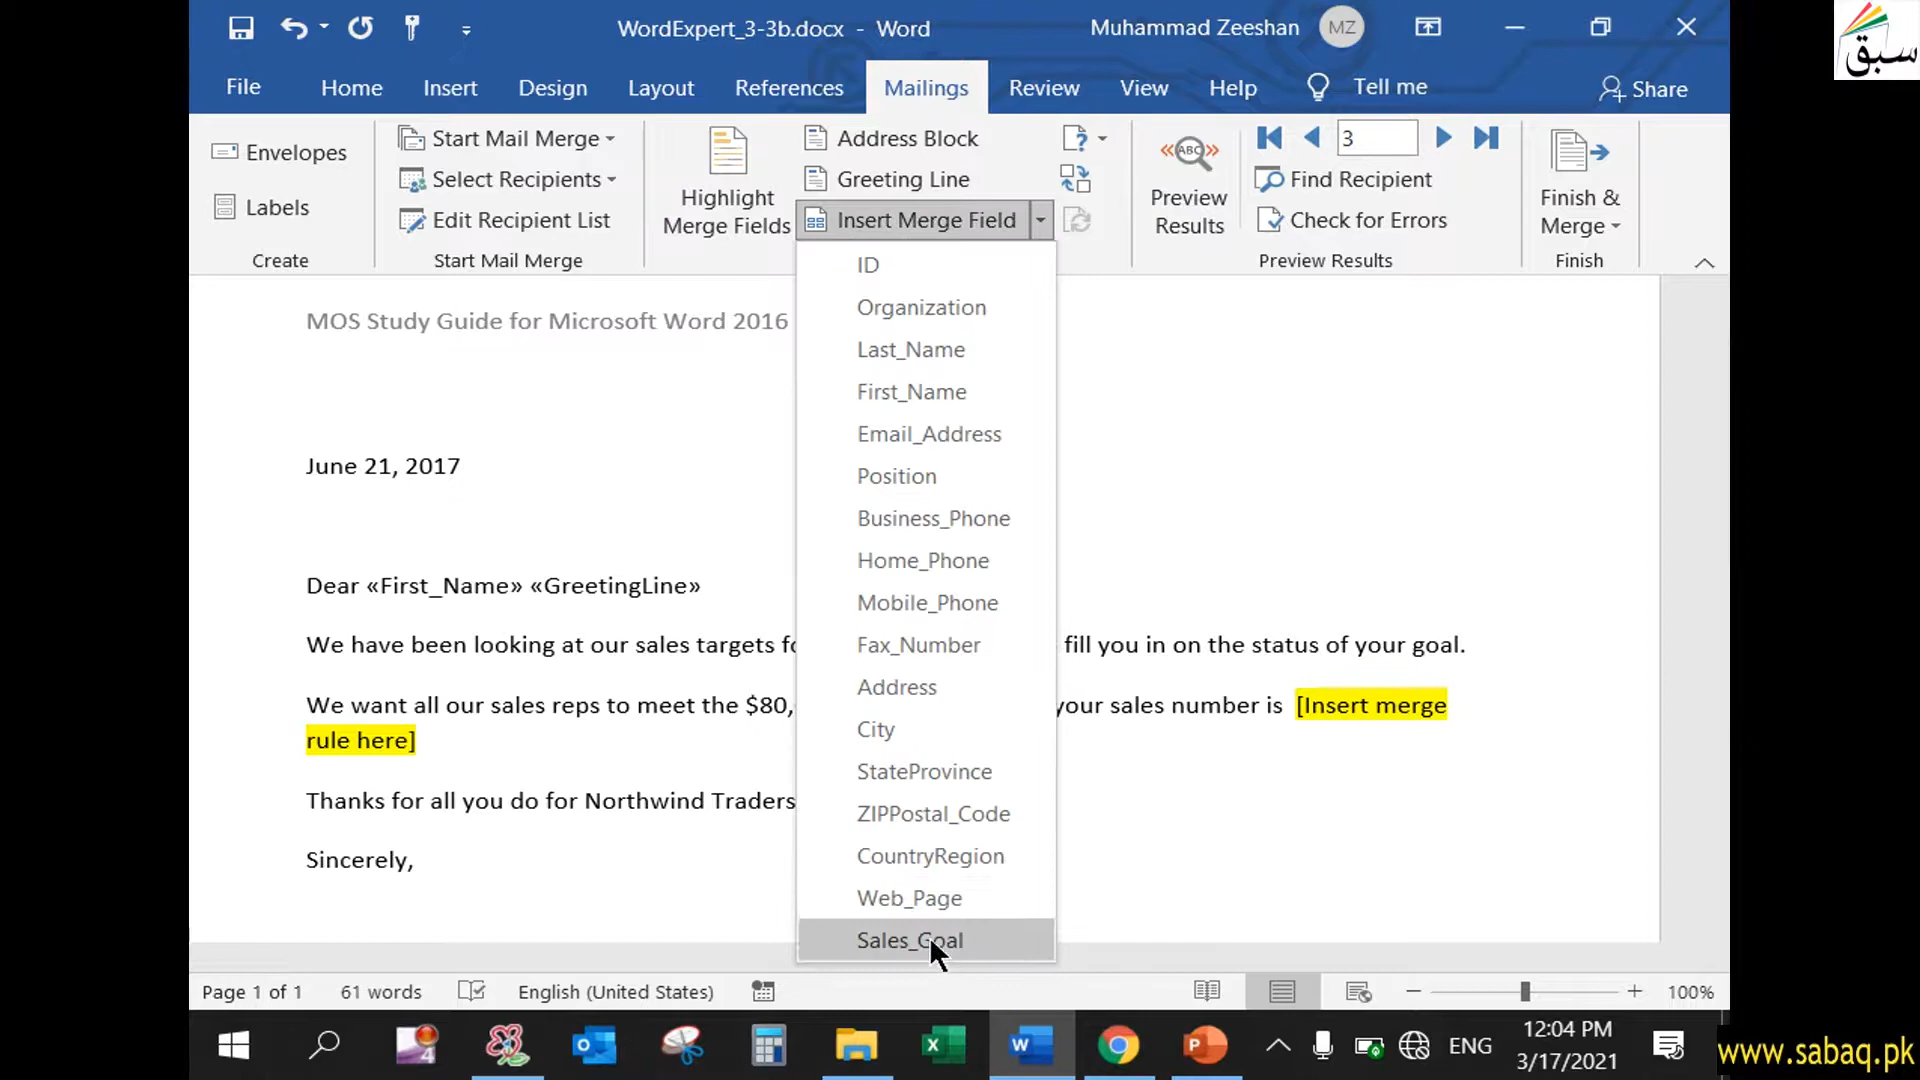 WordExpert_3-3b.docx - Word
Muhammad Zeeshan
MZ
سبق
File Home Insert Design Layout References Mailings Review View Help Tell me Share
Envelopes
Labels
Create
Start Mail Merge
Select Recipients
Edit Recipient List
Start Mail Merge
Highlight
Merge Fields
Address Block
Greeting Line
Insert Merge Field
ABC
Preview
Results
3
Find Recipient
Check for Errors
Preview Results
Finish &
Merge
Finish
ID
Organization
Last_Name
First_Name
Email_Address
Position
Business_Phone
Home_Phone
Mobile_Phone
Fax_Number
Address
City
StateProvince
ZIPPostal_Code
CountryRegion
Web_Page
Sales_Goal
MOS Study Guide for Microsoft Word 2016
June 21, 2017
Dear «First_Name» «GreetingLine»
We have been looking at our sales targets fo fill you in on the status of your goal.
We want all our sales reps to meet the $80, your sales number is [Insert merge
rule here]
Thanks for all you do for Northwind Traders
Sincerely,
Page 1 of 1 61 words English (United States) 100%
4 ENG 12:04 PM
3/17/2021
www.sabaq.pk